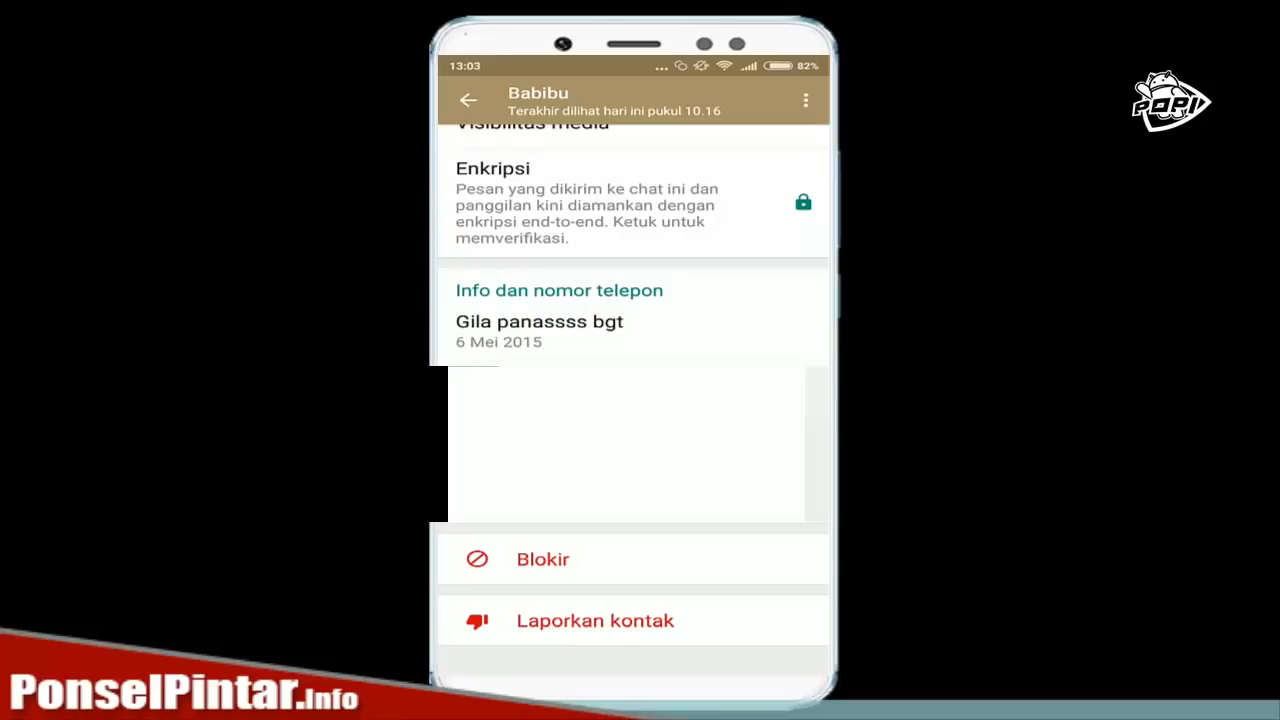 13:03
82%
Babibu
Terakhir dilihat hari ini pukul 10.16
Visibilitas media
Enkripsi
Pesan yang dikirim ke chat ini dan
panggilan kini diamankan dengan
enkripsi end-to-end. Ketuk untuk
memverifikasi.
Info dan nomor telepon
Gila panassss bgt
6 Mei 2015
Blokir
Laporkan kontak
POPI
PonselPintar.Info